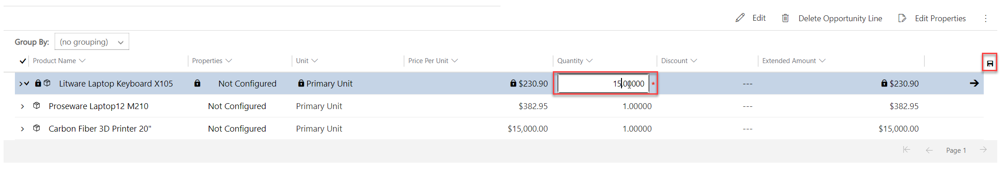 Edit Delete Opportunity Line Edit Properties
Group By: (no grouping)
Product Name Properties Unit Price Per Unit Quantity Discount Extended Amount
Litware Laptop Keyboard X105 Not Configured Primary Unit $230.90 15.00000 * --- $230.90
Proseware Laptop12 M210 Not Configured Primary Unit $382.95 1.00000 --- $382.95
Carbon Fiber 3D Printer 20" Not Configured Primary Unit $15,000.00 1.00000 --- $15,000.00
Page 1